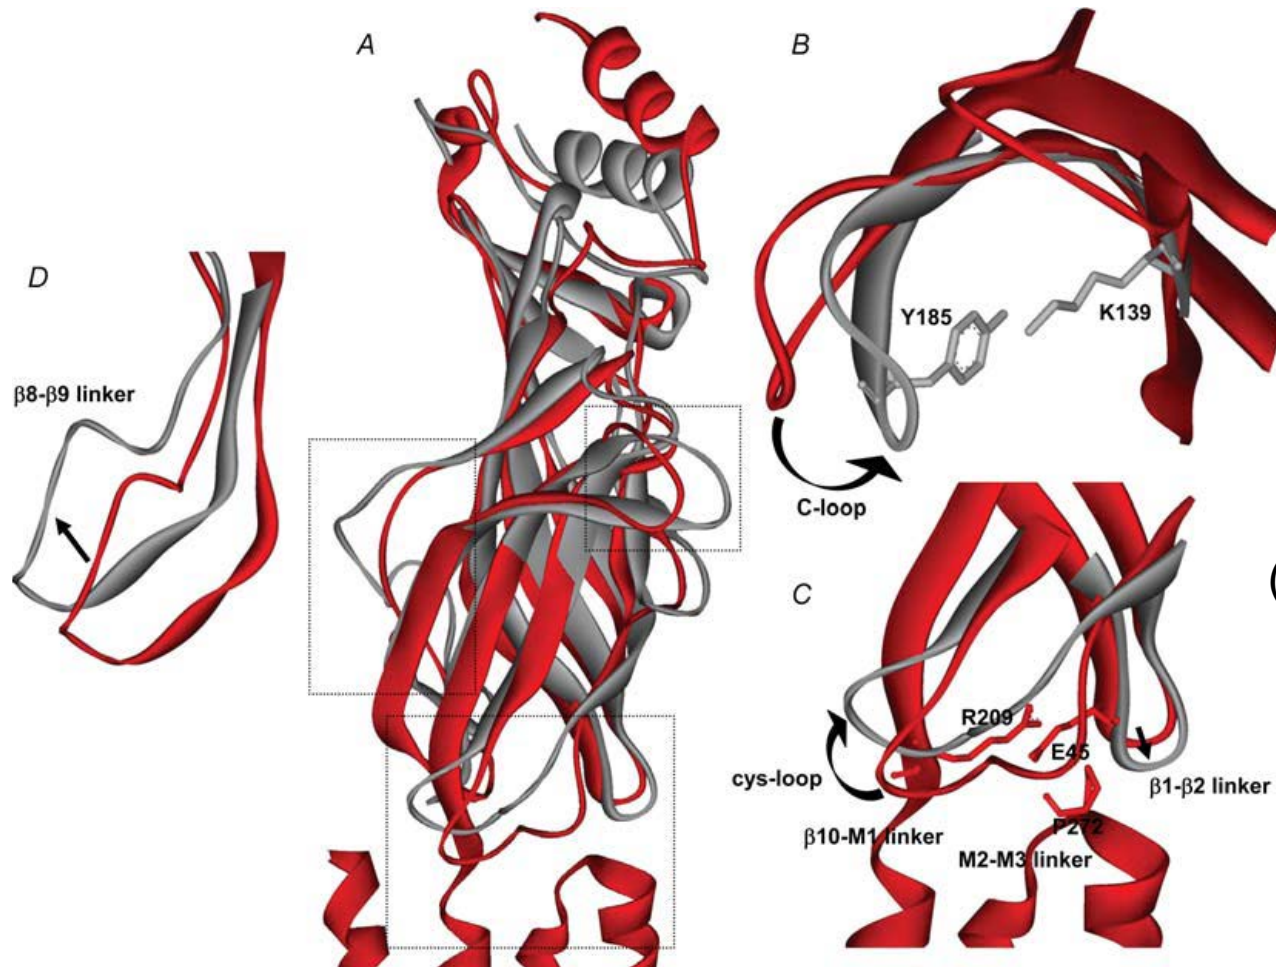 A
B
D
Y185
K139
β8-β9 linker
C-loop
C
R209
E45
cys-loop
β1-β2 linker
β10-M1 linker
P272
M2-M3 linker